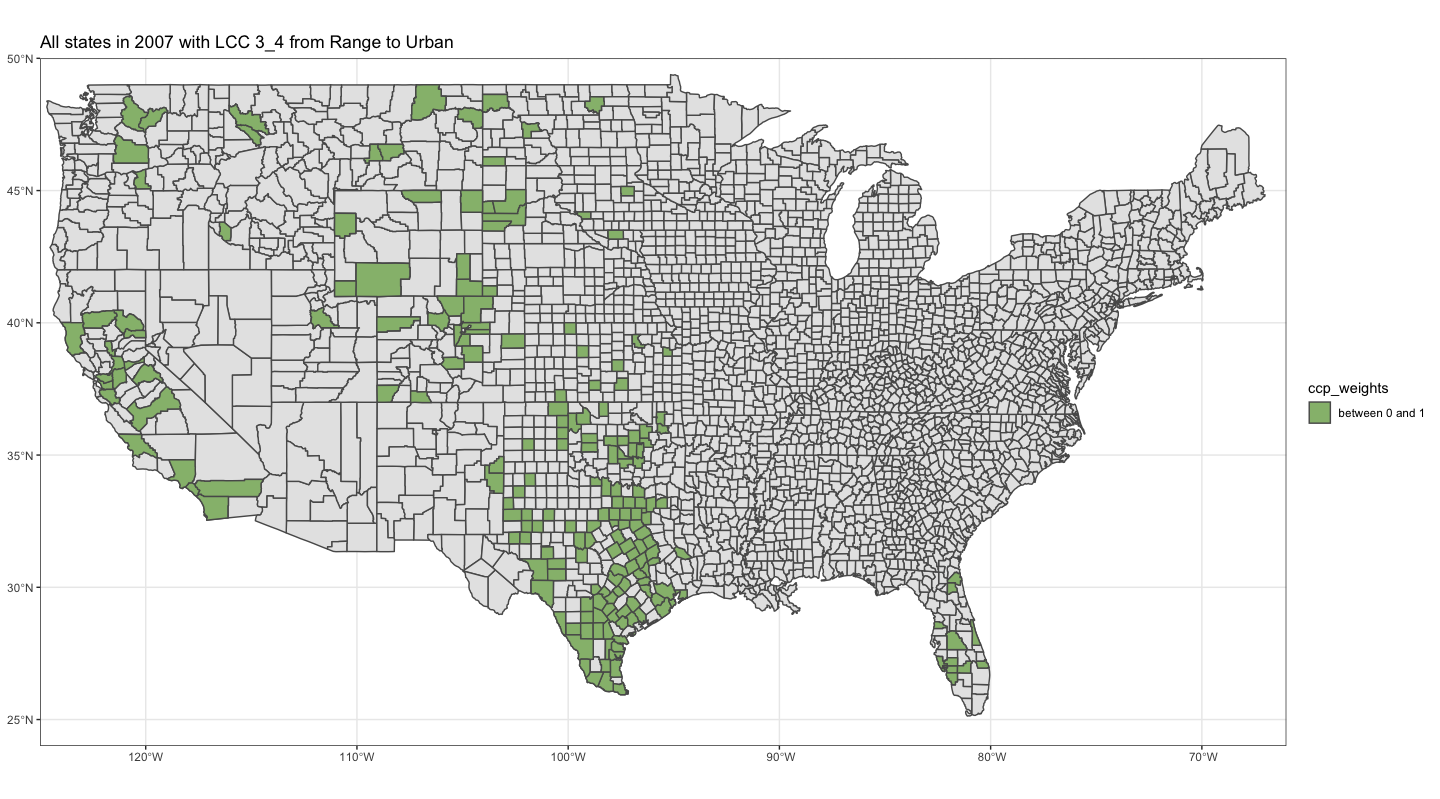 All states in 2007 with LCC 3_4 from Range to Urban
50°N
45°N
40°N
35°N
30°N
25°N
120°W
110°W
100°W
90°W
80°W
70°W
ccp_weights
between 0 and 1